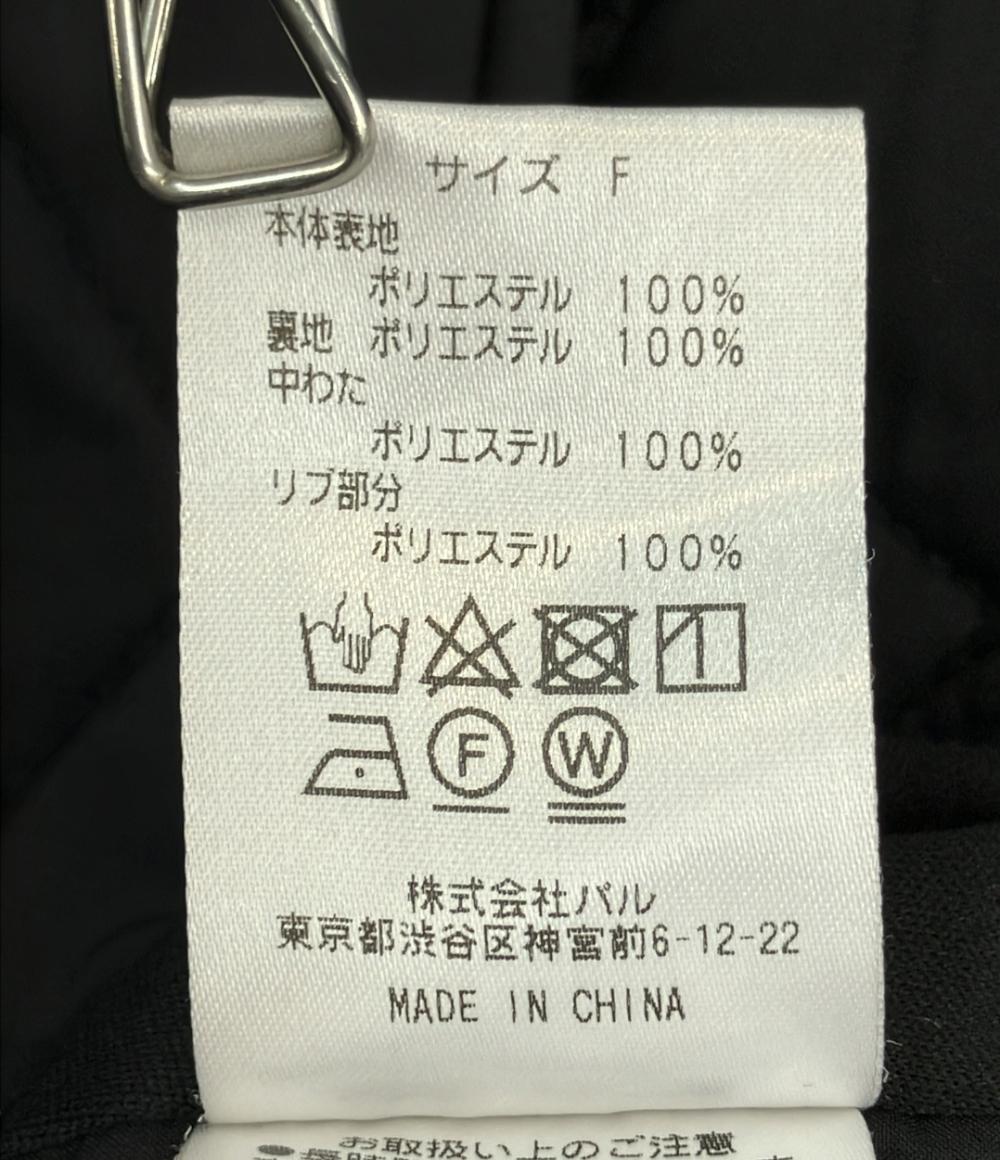 サイズ F
本体表地
ポリエステル 100%
裏地 ポリエステル 100%
中わた
ポリエステル 100%
リブ部分
ポリエステル 100%
F W
株式会社パル
東京都渋谷区神宮前6-12-22
MADE IN CHINA
お取扱い上のご注意